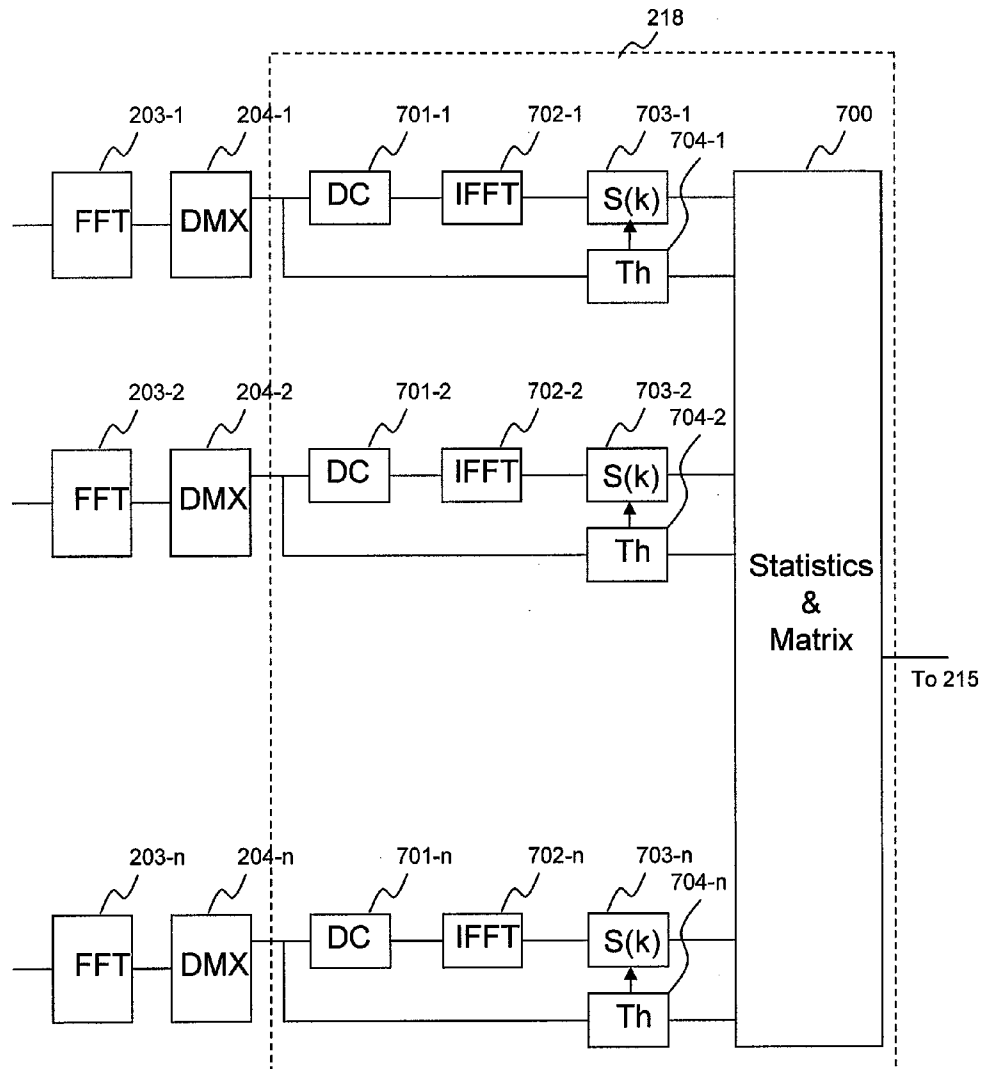 218
203-1 204-1 701-1 702-1 703-1 700
704-1
FFT DMX DC IFFT S(k)
Th
203-2 204-2 701-2 702-2 703-2
704-2
FFT DMX DC IFFT S(k)
Th
Statistics
&
Matrix
To 215
203-n 204-n 701-n 702-n 703-n
704-n
FFT DMX DC IFFT S(k)
Th